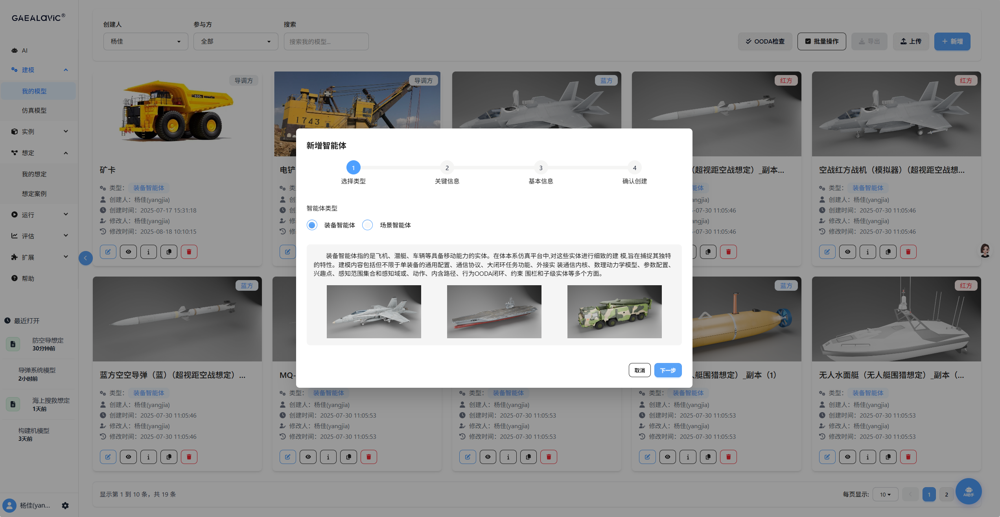 GAEALAViC®
AI
建模
我的模型
仿真模型
实例
想定
我的想定
想定案例
运行
评估
扩展
帮助
最近打开
防空导想定
30分钟前
导弹系统模型
2小时前
海上搜救想定
1天前
构建机模型
3天前
杨佳(yan...
创建人
参与方
搜索
杨佳
全部
搜索我的模型...
OODA检查
批量操作
导出
上传
+ 新增
导调方
930E KOMATSU
矿卡
类型： 装备智能体
创建人：杨佳(yangjia)
创建时间：2025-07-17 15:31:18
修改人：杨佳(yangjia)
修改时间：2025-08-18 10:10:15
导调方
1743
电铲
类
创
创
修
修
蓝方
红方
（超视距空战想定）_副本...
能体
angjia)
-07-30 11:05:46
angjia)
-07-30 11:05:46
红方
空战红方战机（模拟器）（超视距空战想...
类型： 装备智能体
创建人：杨佳(yangjia)
创建时间：2025-07-30 11:05:46
修改人：杨佳(yangjia)
修改时间：2025-07-30 11:05:46
新增智能体
1
2
3
4
选择类型
关键信息
基本信息
确认创建
智能体类型
装备智能体
场景智能体
装备智能体指的是飞机、潜艇、车辆等具备移动能力的实体。在体本系仿真平台中,对这些实体进行细致的建 模,旨在捕捉其独特
的特性。建模内容包括但不限于单装备的通用配置、通信协议、大闭环任务功能、外接实 装通信内核、数理动力学模型、参数配置、
兴趣点、感知范围集合和感知域或、动作、内含路径、行为OODA闭环、约束 围栏和子级实体等多个方面。
取消
下一步
蓝方
蓝方空空导弹（蓝）（超视距空战想定）...
类型： 装备智能体
创建人：杨佳(yangjia)
创建时间：2025-07-30 11:05:46
修改人：杨佳(yangjia)
修改时间：2025-07-30 11:05:46
MQ-
类型： 装备智能体
创建人：杨佳(yangjia)
创建时间：2025-07-30 11:05:53
修改人：杨佳(yangjia)
修改时间：2025-07-30 11:05:53
类型： 装备智能体
创建人：杨佳(yangjia)
创建时间：2025-07-30 11:05:53
修改人：杨佳(yangjia)
修改时间：2025-07-30 11:05:53
蓝方
人艇围猎想定）_副本（1）
类型： 装备智能体
创建人：杨佳(yangjia)
创建时间：2025-07-30 11:05:53
修改人：杨佳(yangjia)
修改时间：2025-07-30 11:05:53
红方
无人水面艇（无人艇围猎想定）_副本（...
类型： 装备智能体
创建人：杨佳(yangjia)
创建时间：2025-07-30 11:05:53
修改人：杨佳(yangjia)
修改时间：2025-07-30 11:05:53
显示第 1 到 10 条，共 19 条
每页显示:
10
1
2
AI助手